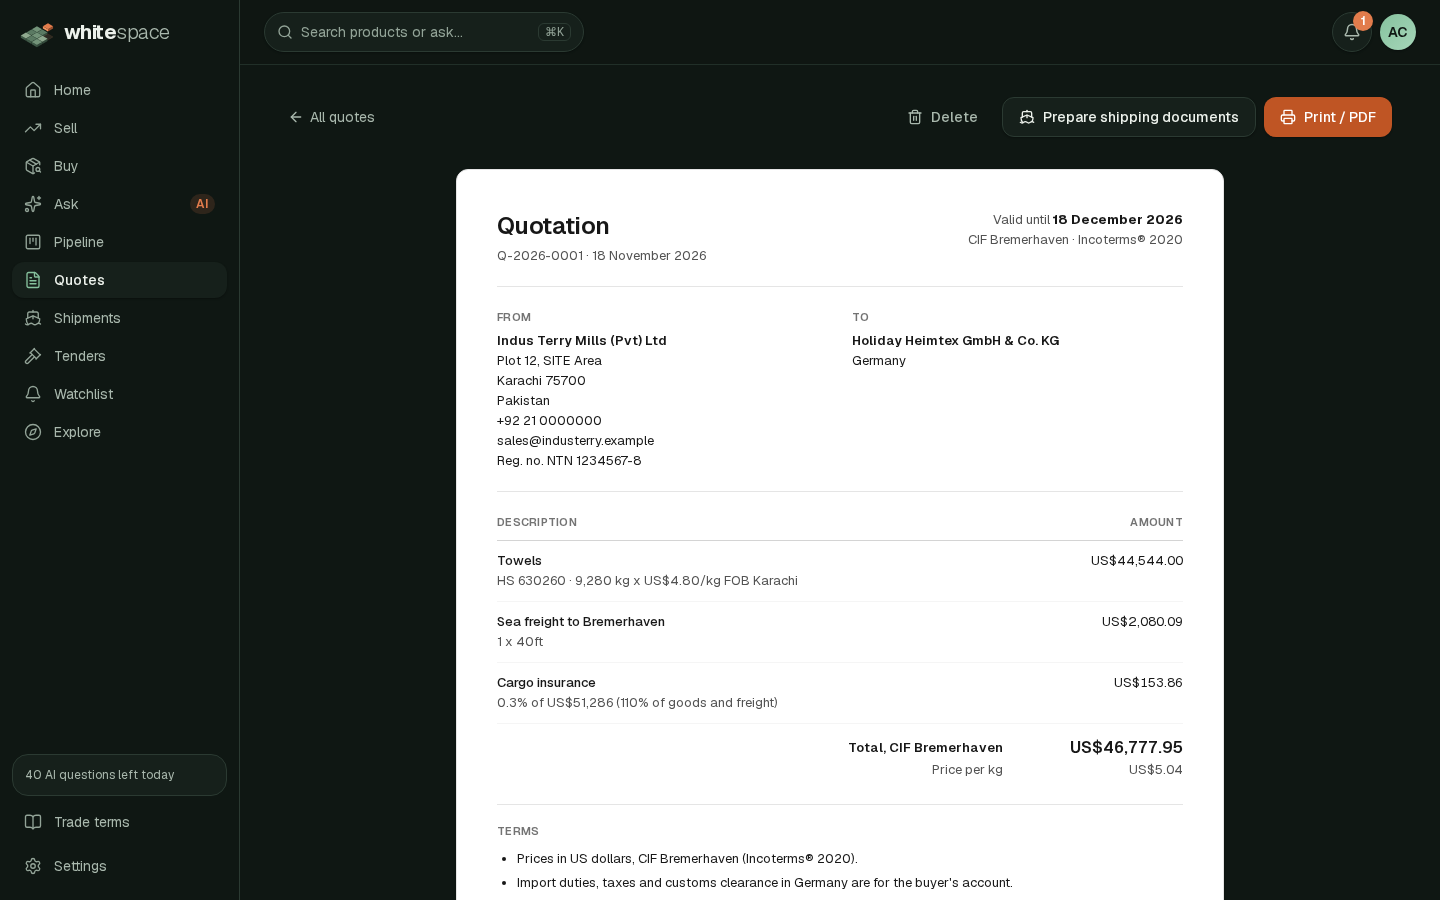 whitespace
Search products or ask...
⌘K
1
AC
Home
Sell
Buy
Ask
AI
Pipeline
Quotes
Shipments
Tenders
Watchlist
Explore
40 AI questions left today
Trade terms
Settings
All quotes
Delete
Prepare shipping documents
Print / PDF
Quotation
Q-2026-0001 · 18 November 2026
Valid until 18 December 2026
CIF Bremerhaven · Incoterms® 2020
FROM
Indus Terry Mills (Pvt) Ltd
Plot 12, SITE Area
Karachi 75700
Pakistan
+92 21 0000000
sales@industerry.example
Reg. no. NTN 1234567-8
TO
Holiday Heimtex GmbH & Co. KG
Germany
DESCRIPTION AMOUNT
Towels US$44,544.00
HS 630260 · 9,280 kg x US$4.80/kg FOB Karachi
Sea freight to Bremerhaven US$2,080.09
1 x 40ft
Cargo insurance US$153.86
0.3% of US$51,286 (110% of goods and freight)
Total, CIF Bremerhaven US$46,777.95
Price per kg US$5.04
TERMS
• Prices in US dollars, CIF Bremerhaven (Incoterms® 2020).
• Import duties, taxes and customs clearance in Germany are for the buyer's account.